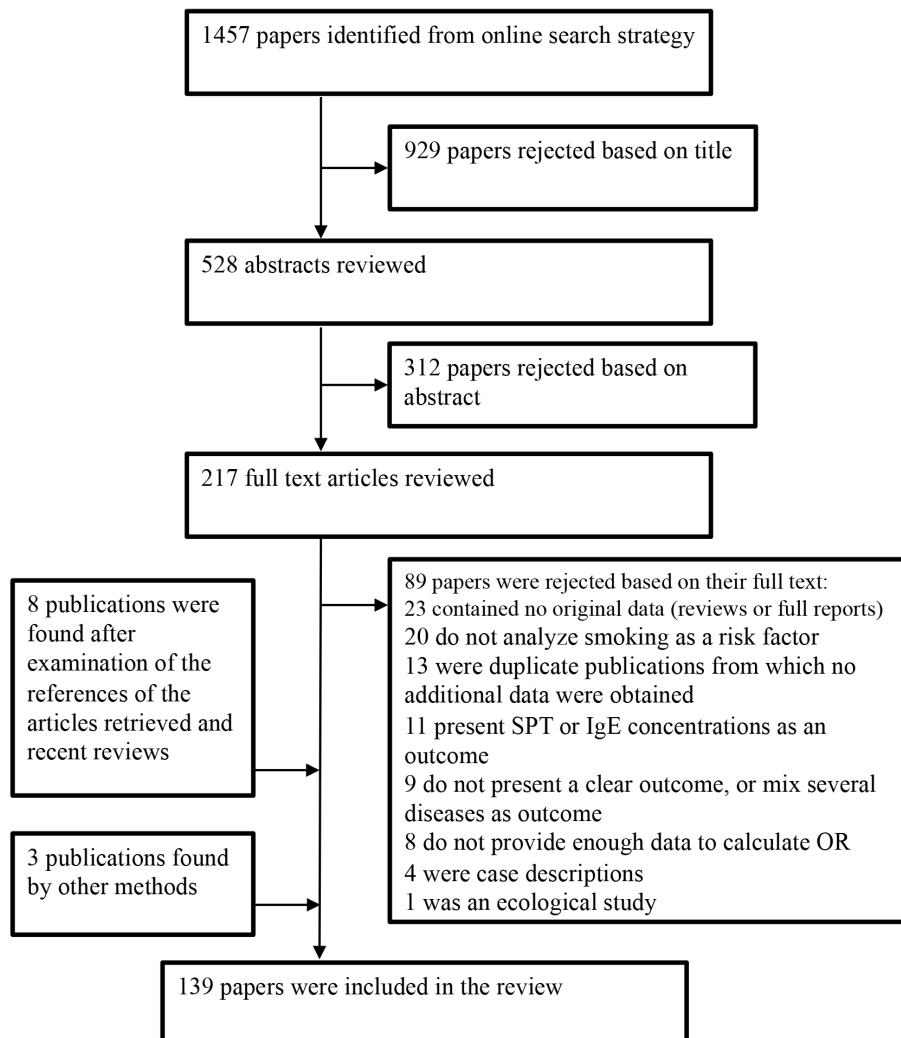 1457 papers identified from online search strategy
929 papers rejected based on title
528 abstracts reviewed
312 papers rejected based on
abstract
217 full text articles reviewed
8 publications were
found after
examination of the
references of the
articles retrieved and
recent reviews
89 papers were rejected based on their full text:
23 contained no original data (reviews or full reports)
20 do not analyze smoking as a risk factor
13 were duplicate publications from which no
additional data were obtained
11 present SPT or IgE concentrations as an
outcome
9 do not present a clear outcome, or mix several
diseases as outcome
8 do not provide enough data to calculate OR
4 were case descriptions
1 was an ecological study
3 publications found
by other methods
139 papers were included in the review